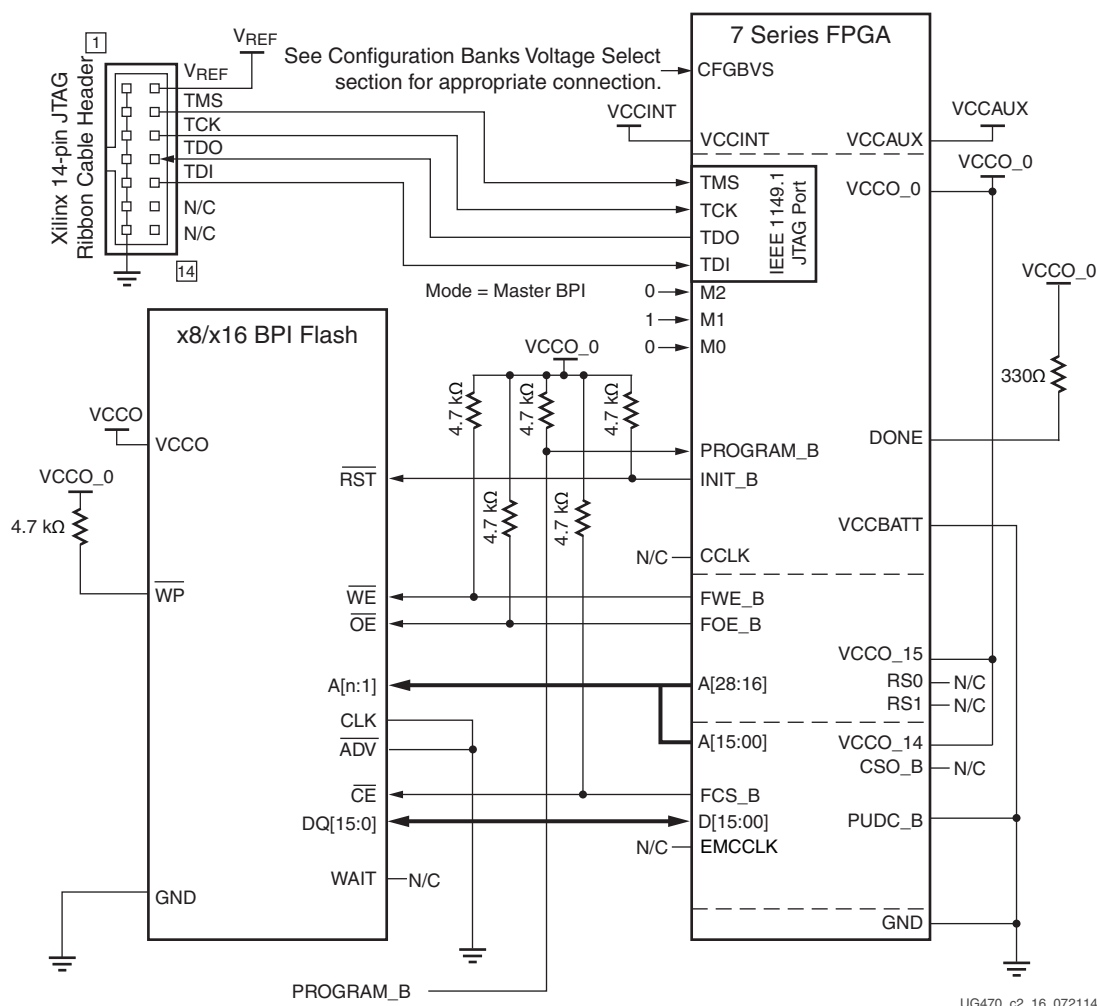 1
VREF
See Configuration Banks Voltage Select
section for appropriate connection.
7 Series FPGA
CFGBVS
Xilinx 14-pin JTAG
Ribbon Cable Header
VREF
TMS
TCK
TDO
TDI
N/C
N/C
14
VCCINT
VCCINT
VCCAUX
VCCAUX
VCCO_0
VCCO_0
TMS
TCK
TDO
TDI
IEEE 1149.1
JTAG Port
VCCO_0
330Ω
Mode = Master BPI
0
M2
1
M1
0
M0
x8/x16 BPI Flash
VCCO_0
4.7 kΩ
4.7 kΩ
4.7 kΩ
4.7 kΩ
4.7 kΩ
VCCO
VCCO
VCCO_0
4.7 kΩ
WP
RST
WE
OE
A[n:1]
CLK
ADV
CE
DQ[15:0]
WAIT
N/C
GND
PROGRAM_B
INIT_B
DONE
VCCBATT
N/C
CCLK
FWE_B
FOE_B
VCCO_15
A[28:16]
RS0
N/C
RS1
N/C
A[15:00]
VCCO_14
CSO_B
N/C
FCS_B
D[15:00]
PUDC_B
N/C
EMCCLK
GND
PROGRAM_B
UG470_c2_16_072114